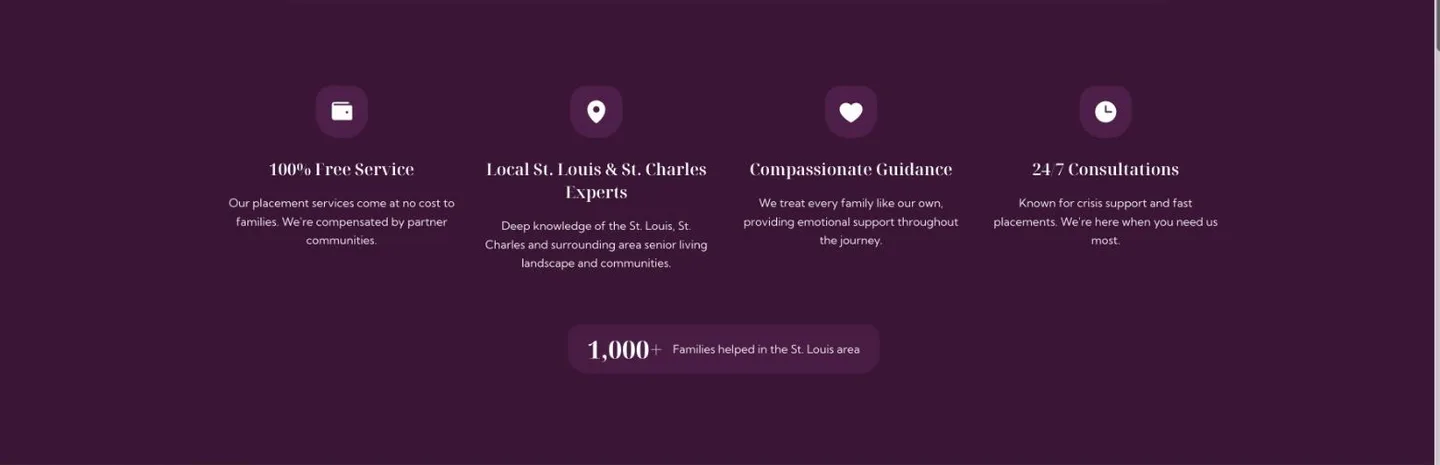 100% Free Service
Our placement services come at no cost to
families. We're compensated by partner
communities.
Local St. Louis & St. Charles
Experts
Deep knowledge of the St. Louis, St.
Charles and surrounding area senior living
landscape and communities.
Compassionate Guidance
We treat every family like our own,
providing emotional support throughout
the journey.
24/7 Consultations
Known for crisis support and fast
placements. We're here when you need us
most.
1,000+ Families helped in the St. Louis area